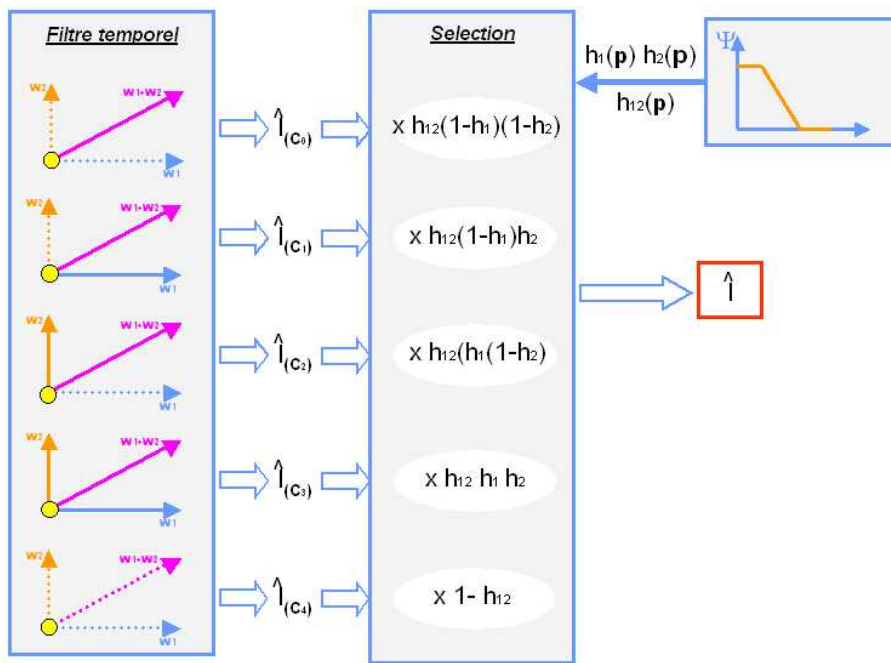 Filtre temporel
Selection
Ψ
h₁(p) h₂(p)
h₁₂(p)
w₂
w₁+w₂
w₁
Î(C₀)
x h₁₂(1-h₁)(1-h₂)
w₂
w₁+w₂
w₁
Î(C₁)
x h₁₂(1-h₁)h₂
Î
w₂
w₁+w₂
w₁
Î(C₂)
x h₁₂(h₁(1-h₂)
w₂
w₁+w₂
w₁
Î(C₃)
x h₁₂ h₁ h₂
w₂
w₁+w₂
w₁
Î(C₄)
x 1- h₁₂